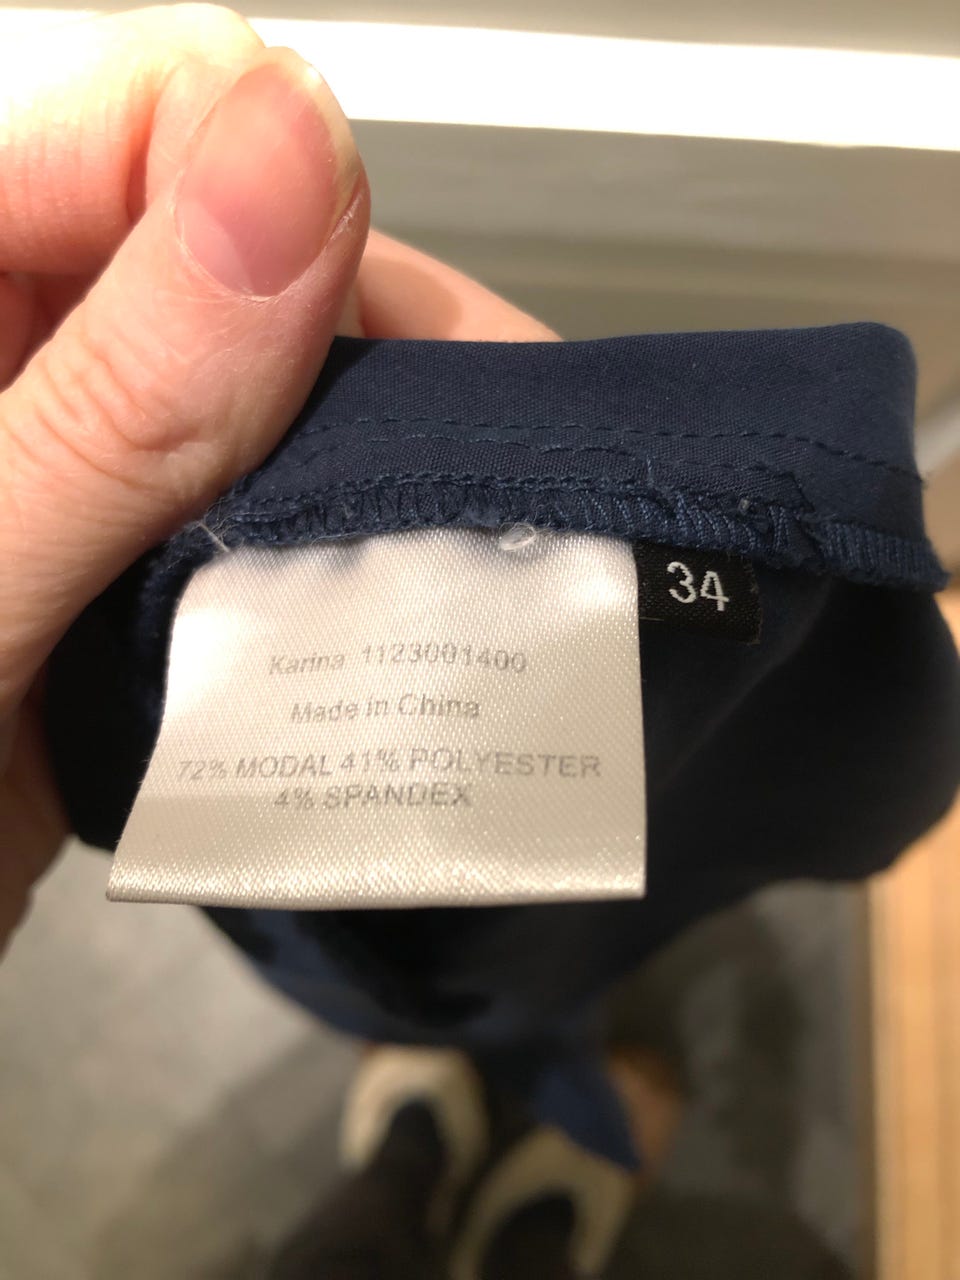 34
Karina 1123001400
Made in China
72% MODAL 41% POLYESTER
4% SPANDEX